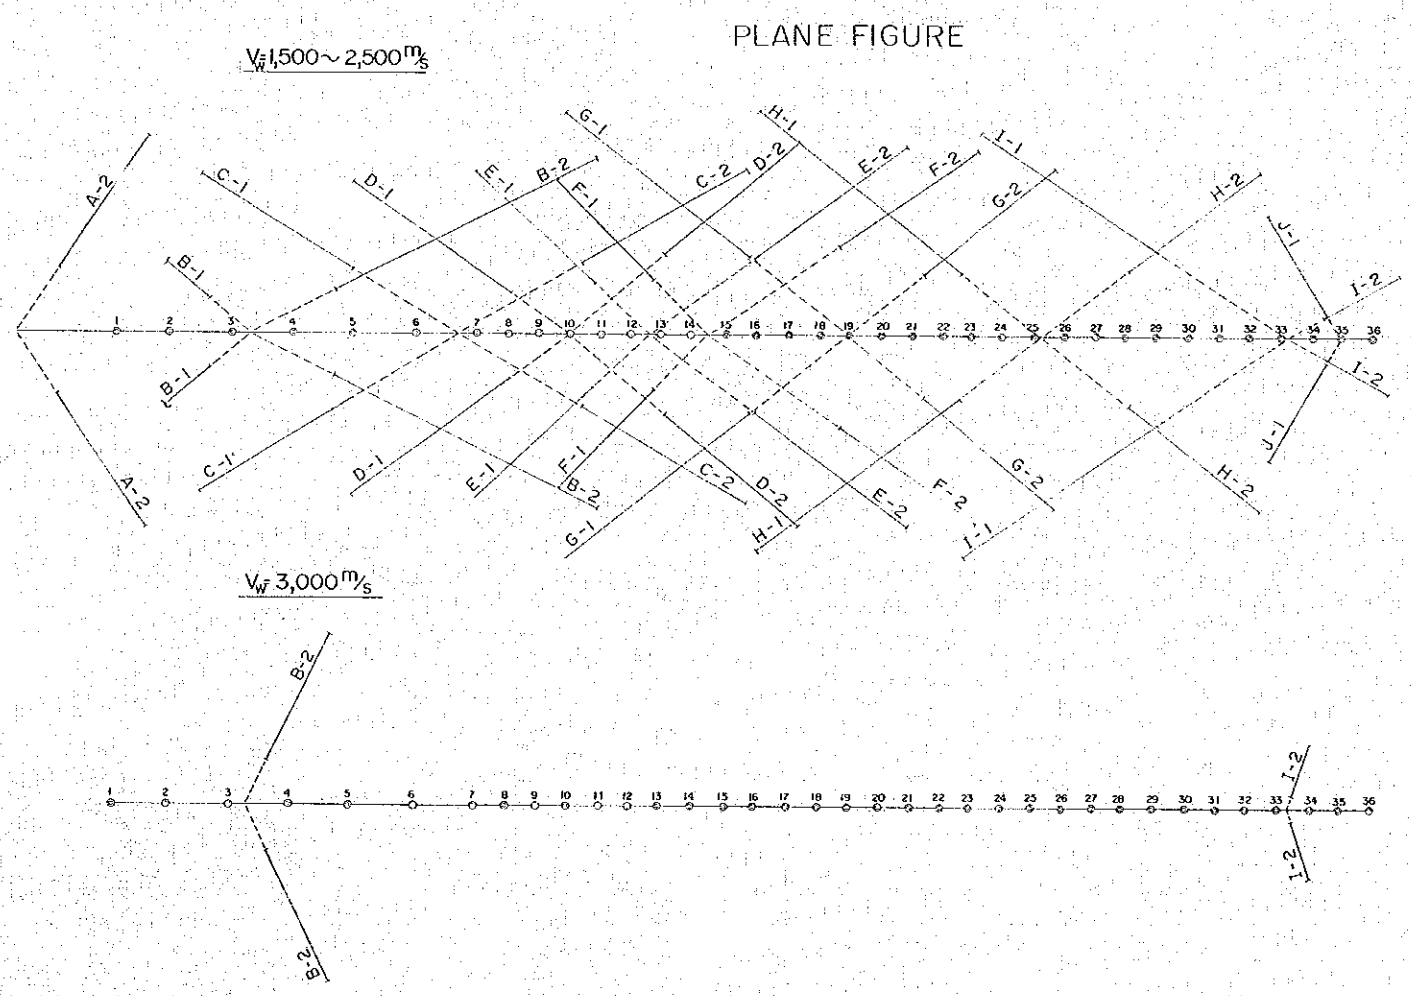 PLANE FIGURE
Vw=1,500~2,500 m/s
A-2
B-1
C-1
D-1
E-1
B-2
F-1
G-1
C-2
H-1
D-2
E-2
F-2
G-2
I-1
H-2
J-1
I-2
1 2 3 4 5 6 7 8 9 10 11 12 13 14 15 16 17 18 19 20 21 22 23 24 25 26 27 28 29 30 31 32 33 34 35 36
A-2
B-1
C-1
D-1
E-1
F-1
B-2
G-1
C-2
D-2
H-1
E-2
F-2
I-1
G-2
H-2
J-1
I-2
Vw=3,000 m/s
B-2
I-2
1 2 3 4 5 6 7 8 9 10 11 12 13 14 15 16 17 18 19 20 21 22 23 24 25 26 27 28 29 30 31 32 33 34 35 36
B-2
I-2